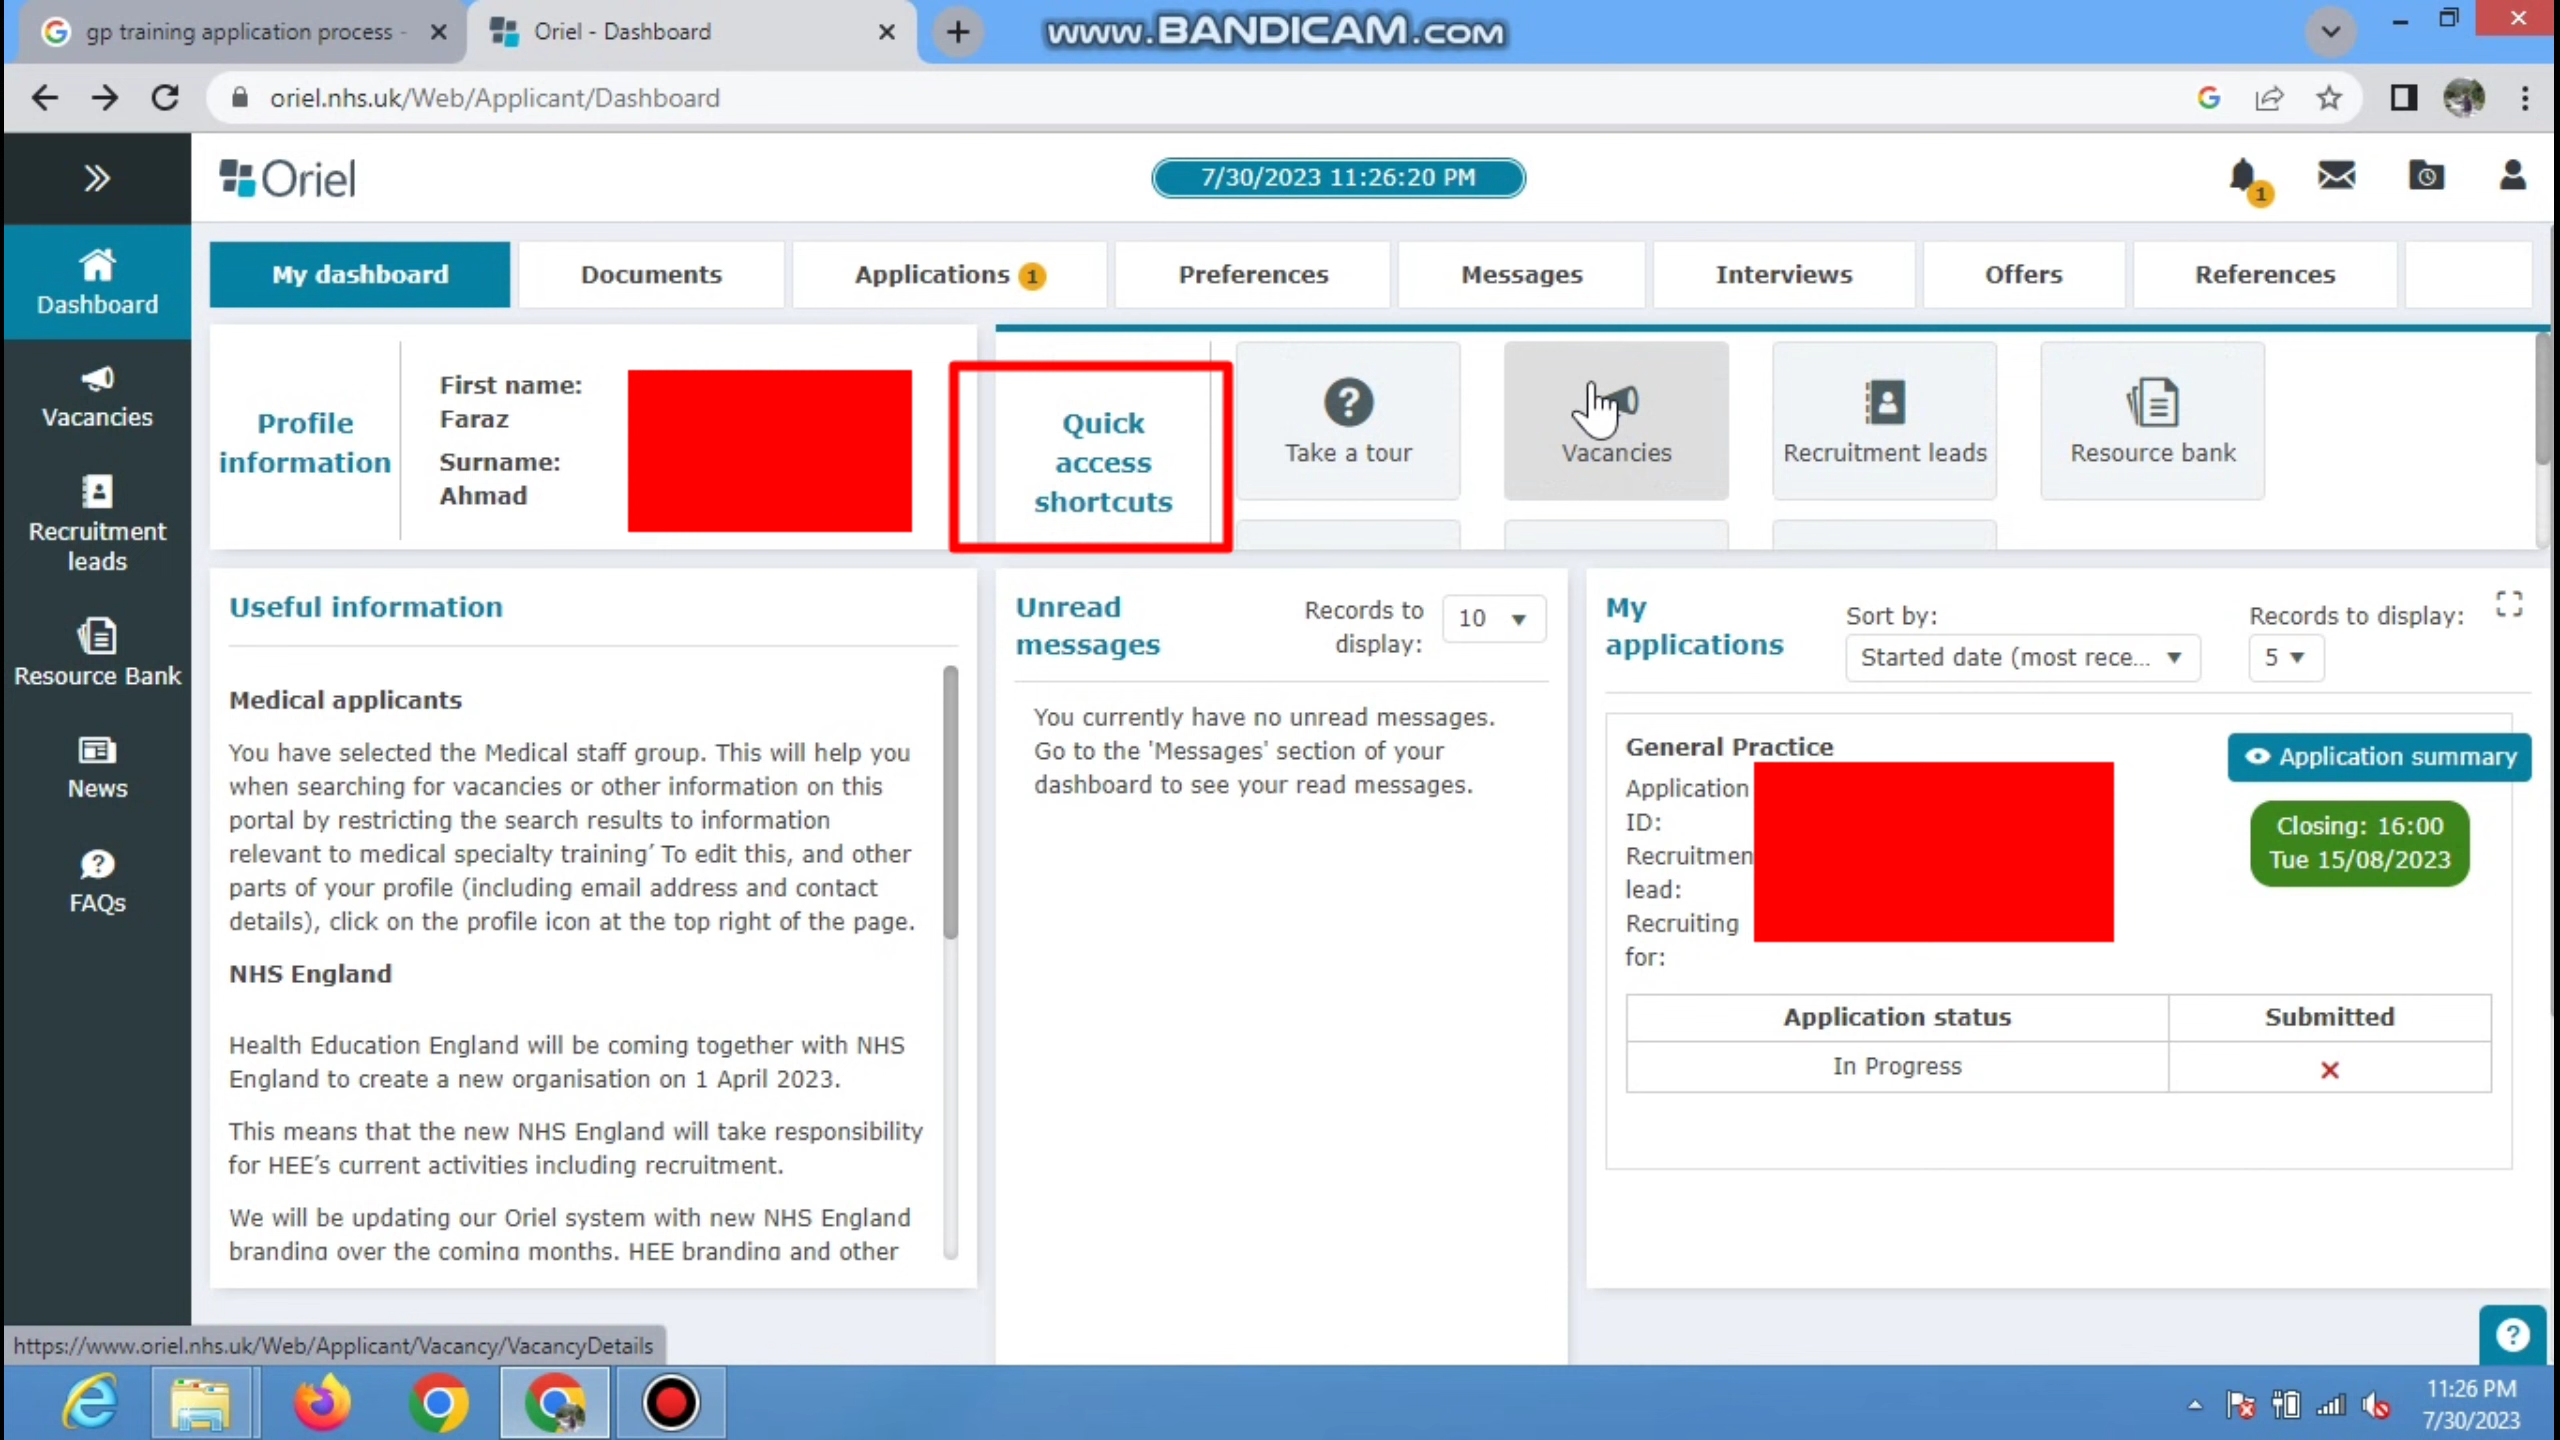 gp training application process -
Oriel - Dashboard
www.BANDICAM.com
oriel.nhs.uk/Web/Applicant/Dashboard
Oriel
7/30/2023 11:26:20 PM
1
Dashboard
Vacancies
Recruitment
leads
Resource Bank
News
FAQs
My dashboard
Documents
Applications 1
Preferences
Messages
Interviews
Offers
References
Profile
information
First name:
Faraz
Surname:
Ahmad
Quick
access
shortcuts
Take a tour
Vacancies
Recruitment leads
Resource bank
Useful information
Medical applicants
You have selected the Medical staff group. This will help you
when searching for vacancies or other information on this
portal by restricting the search results to information
relevant to medical specialty training′ To edit this, and other
parts of your profile (including email address and contact
details), click on the profile icon at the top right of the page.
NHS England
Health Education England will be coming together with NHS
England to create a new organisation on 1 April 2023.
This means that the new NHS England will take responsibility
for HEE’s current activities including recruitment.
We will be updating our Oriel system with new NHS England
branding over the coming months. HEE branding and other
Unread
messages
Records to
display:
10
You currently have no unread messages.
Go to the 'Messages' section of your
dashboard to see your read messages.
My
applications
Sort by:
Started date (most rece...
Records to display:
5
General Practice
Application summary
Application
ID:
Recruitmen
lead:
Recruiting
for:
Closing: 16:00
Tue 15/08/2023
Application status
Submitted
In Progress
https://www.oriel.nhs.uk/Web/Applicant/Vacancy/VacancyDetails
11:26 PM
7/30/2023